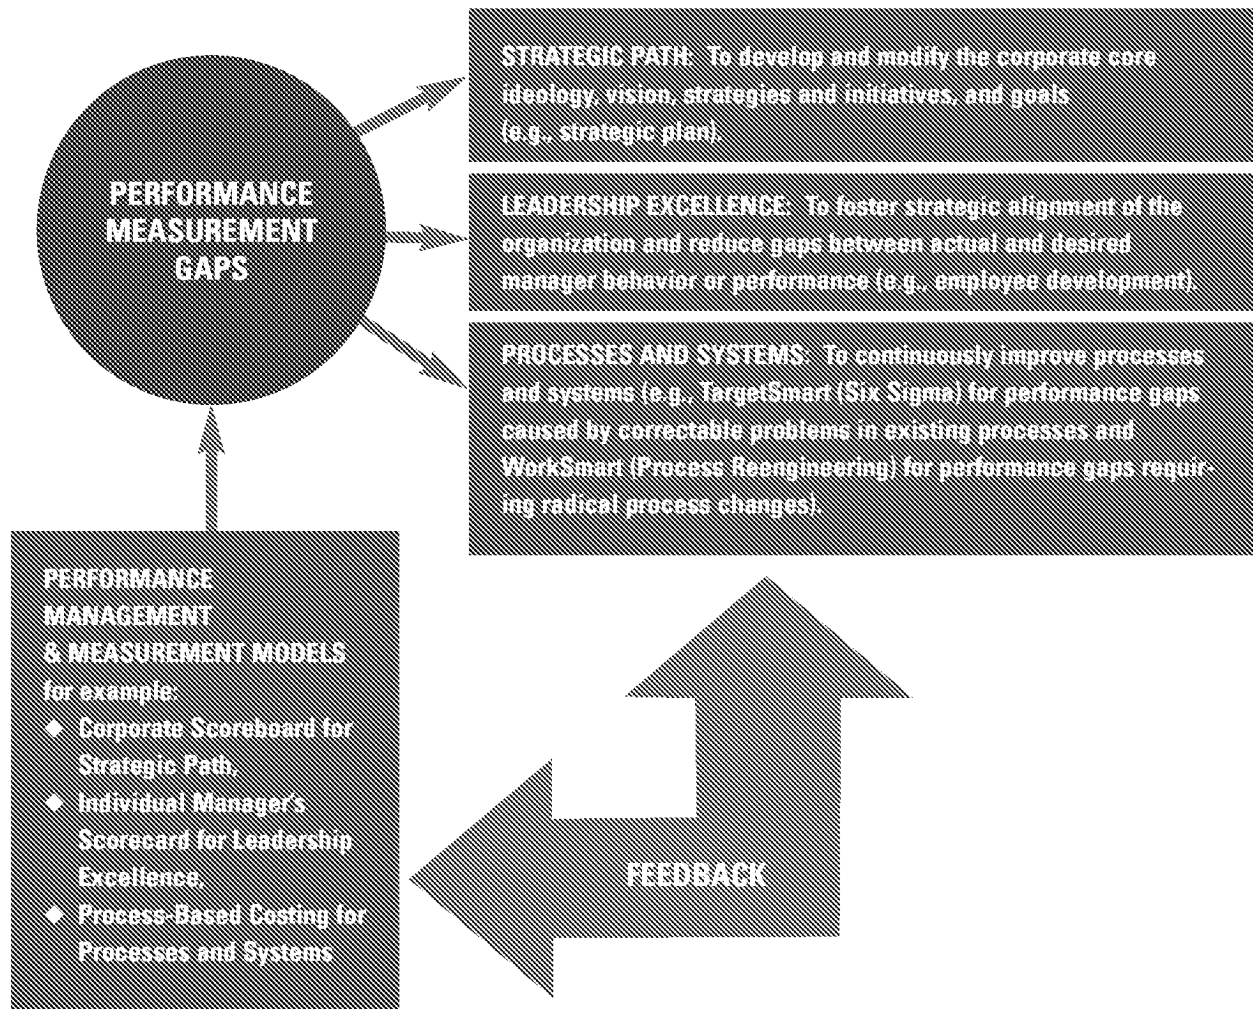 PERFORMANCE
MEASUREMENT
GAPS
STRATEGIC PATH: To develop and modify the corporate core
ideology, vision, strategies and initiatives, and goals
(e.g., strategic plan).
LEADERSHIP EXCELLENCE: To foster strategic alignment of the
organization and reduce gaps between actual and desired
manager behavior or performance (e.g., employee development).
PROCESSES AND SYSTEMS: To continuously improve processes
and systems (e.g., TargetSmart (Six Sigma) for performance gaps
caused by correctable problems in existing processes and
WorkSmart (Process Reengineering) for performance gaps requir-
ing radical process changes).
PERFORMANCE
MANAGEMENT
& MEASUREMENT MODELS
for example:
◆ Corporate Scoreboard for
Strategic Path,
◆ Individual Manager's
Scorecard for Leadership
Excellence,
◆ Process-Based Costing for
Processes and Systems
FEEDBACK